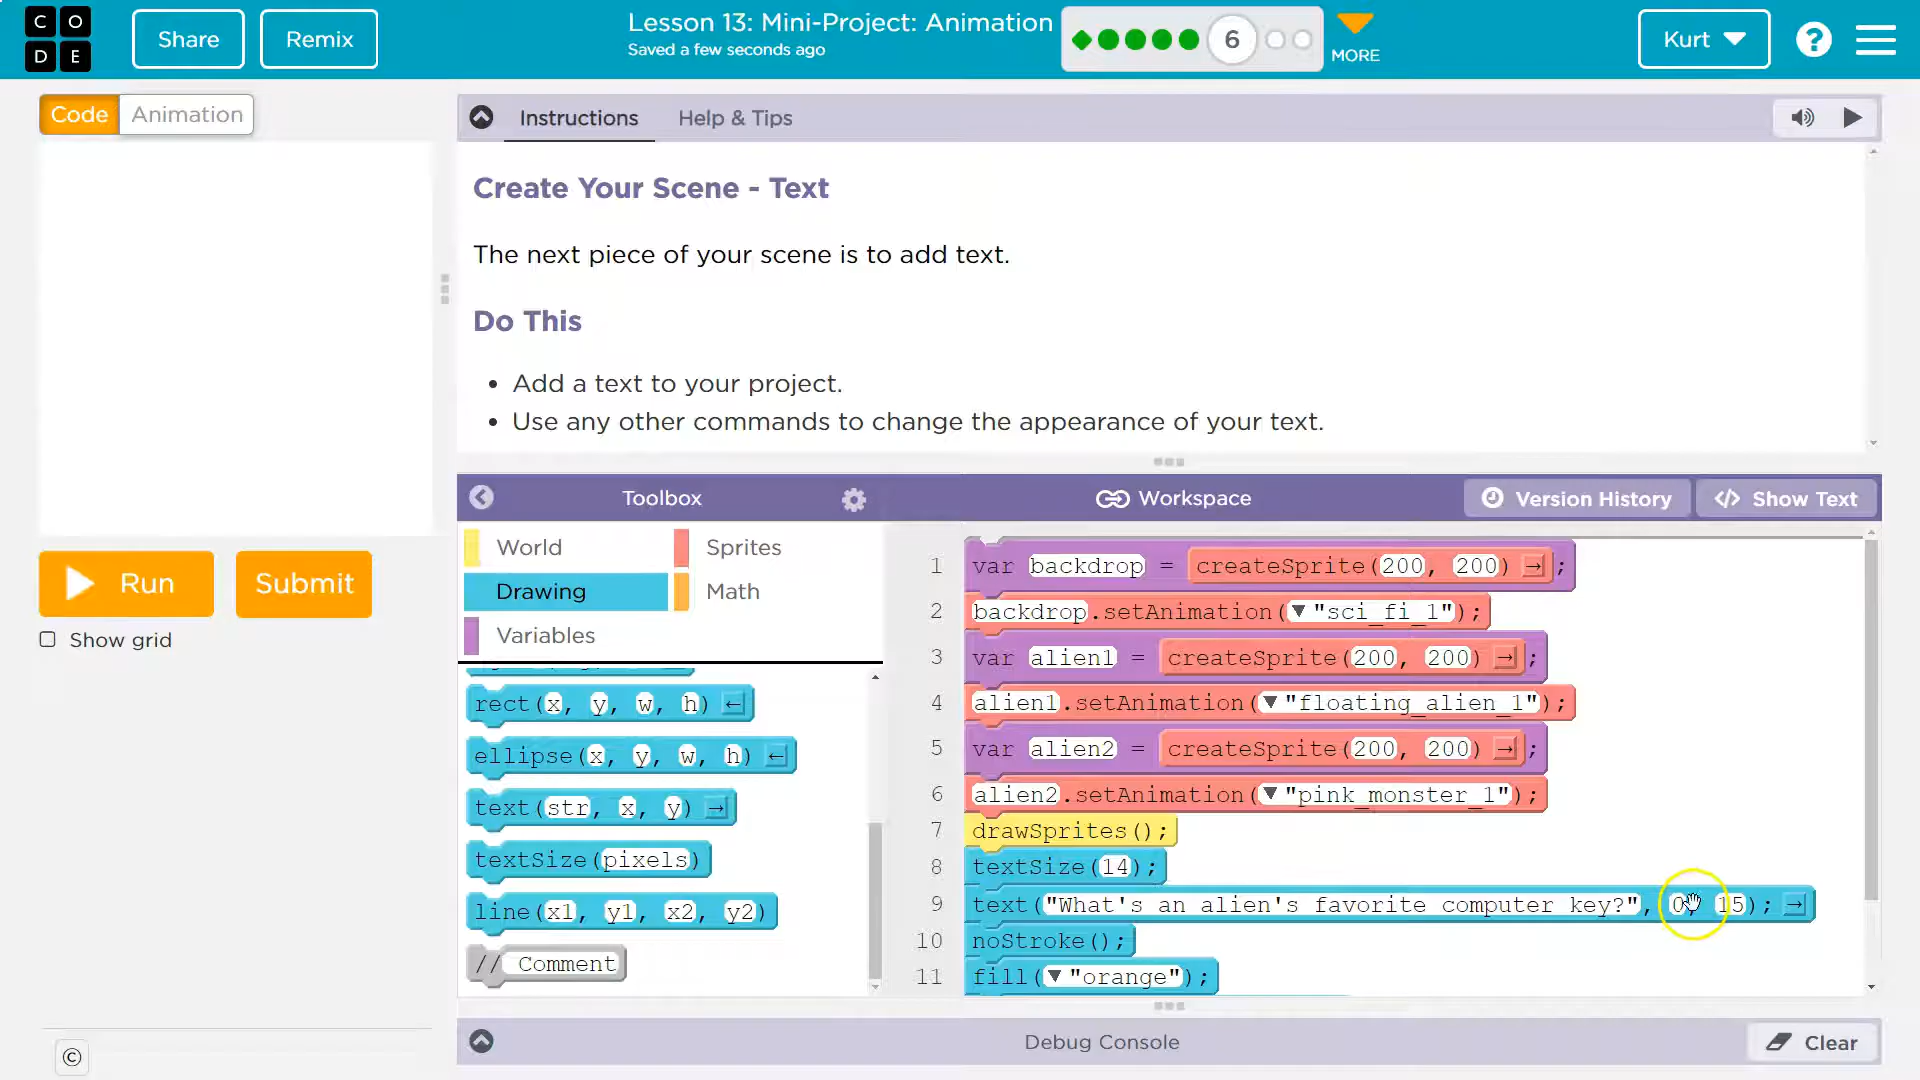 C O
D E
Share
Remix
Lesson 13: Mini-Project: Animation
Saved a few seconds ago
6
MORE
Kurt
?
Code
Animation
Instructions
Help & Tips
Create Your Scene - Text
The next piece of your scene is to add text.
Do This
• Add a text to your project.
• Use any other commands to change the appearance of your text.
Run
Submit
Show grid
Toolbox
Workspace
Version History
</> Show Text
World
Sprites
Drawing
Math
Variables
rect(x, y, w, h) ←
ellipse(x, y, w, h) ←
text(str, x, y) →
textSize(pixels)
line(x1, y1, x2, y2)
// Comment
1 var backdrop = createSprite(200, 200) → ;
2 backdrop.setAnimation(▼"sci_fi_1");
3 var alien1 = createSprite(200, 200) → ;
4 alien1.setAnimation(▼"floating_alien_1");
5 var alien2 = createSprite(200, 200) → ;
6 alien2.setAnimation(▼"pink_monster_1");
7 drawSprites();
8 textSize(14);
9 text("What's an alien's favorite computer key?", 0, 15); →
10 noStroke();
11 fill(▼"orange");
Debug Console
Clear
©